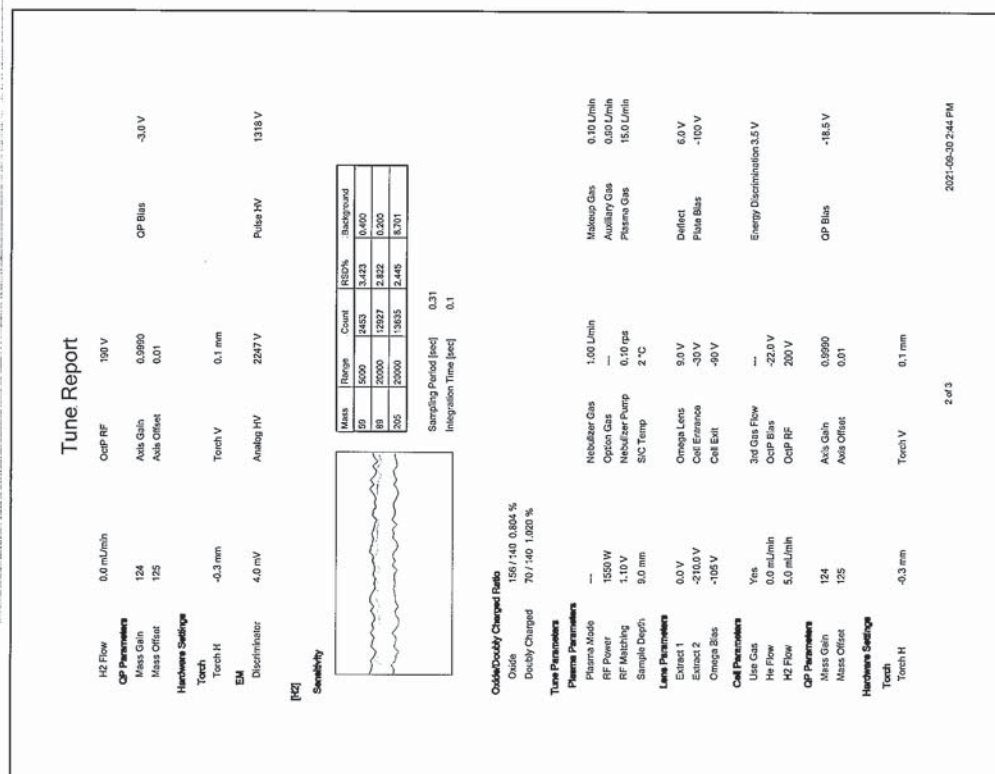 Tune Report
H2 Flow 0.0 mL/min OctP RF 190 V
QP Parameters
Mass Gain 124 Axis Gain 0.9990 QP Bias -3.0 V
Mass Offset 125 Axis Offset 0.01
Hardware Settings
Torch
Torch H -0.3 mm Torch V 0.1 mm
EM
Discriminator 4.0 mV Analog HV 2247 V Pulse HV 1318 V
[H2]
Sensitivity
Mass Range Count RSD% Background
59 5000 2453 3.423 0.400
89 20000 12927 2.822 0.200
205 20000 13635 2.445 8.701
Sampling Period [sec] 0.31
Integration Time [sec] 0.1
Oxide/Doubly Charged Ratio
Oxide 156 / 140 0.804 %
Doubly Charged 70 / 140 1.020 %
Tune Parameters
Plasma Parameters
Plasma Mode --- Nebulizer Gas 1.00 L/min Makeup Gas 0.10 L/min
RF Power 1550 W Option Gas --- Auxiliary Gas 0.90 L/min
RF Matching 1.10 V Nebulizer Pump 0.10 rps Plasma Gas 15.0 L/min
Sample Depth 9.0 mm S/C Temp 2 °C
Lens Parameters
Extract 1 0.0 V Omega Lens 9.0 V Deflect 6.0 V
Extract 2 -210.0 V Cell Entrance -30 V Plate Bias -100 V
Omega Bias -105 V Cell Exit -90 V
Cell Parameters
Use Gas Yes 3rd Gas Flow --- Energy Discrimination 3.5 V
He Flow 0.0 mL/min OctP Bias -22.0 V
H2 Flow 5.0 mL/min OctP RF 200 V
QP Parameters
Mass Gain 124 Axis Gain 0.9990 QP Bias -18.5 V
Mass Offset 125 Axis Offset 0.01
Hardware Settings
Torch
Torch H -0.3 mm Torch V 0.1 mm
2 of 3 2021-09-30 2:44 PM